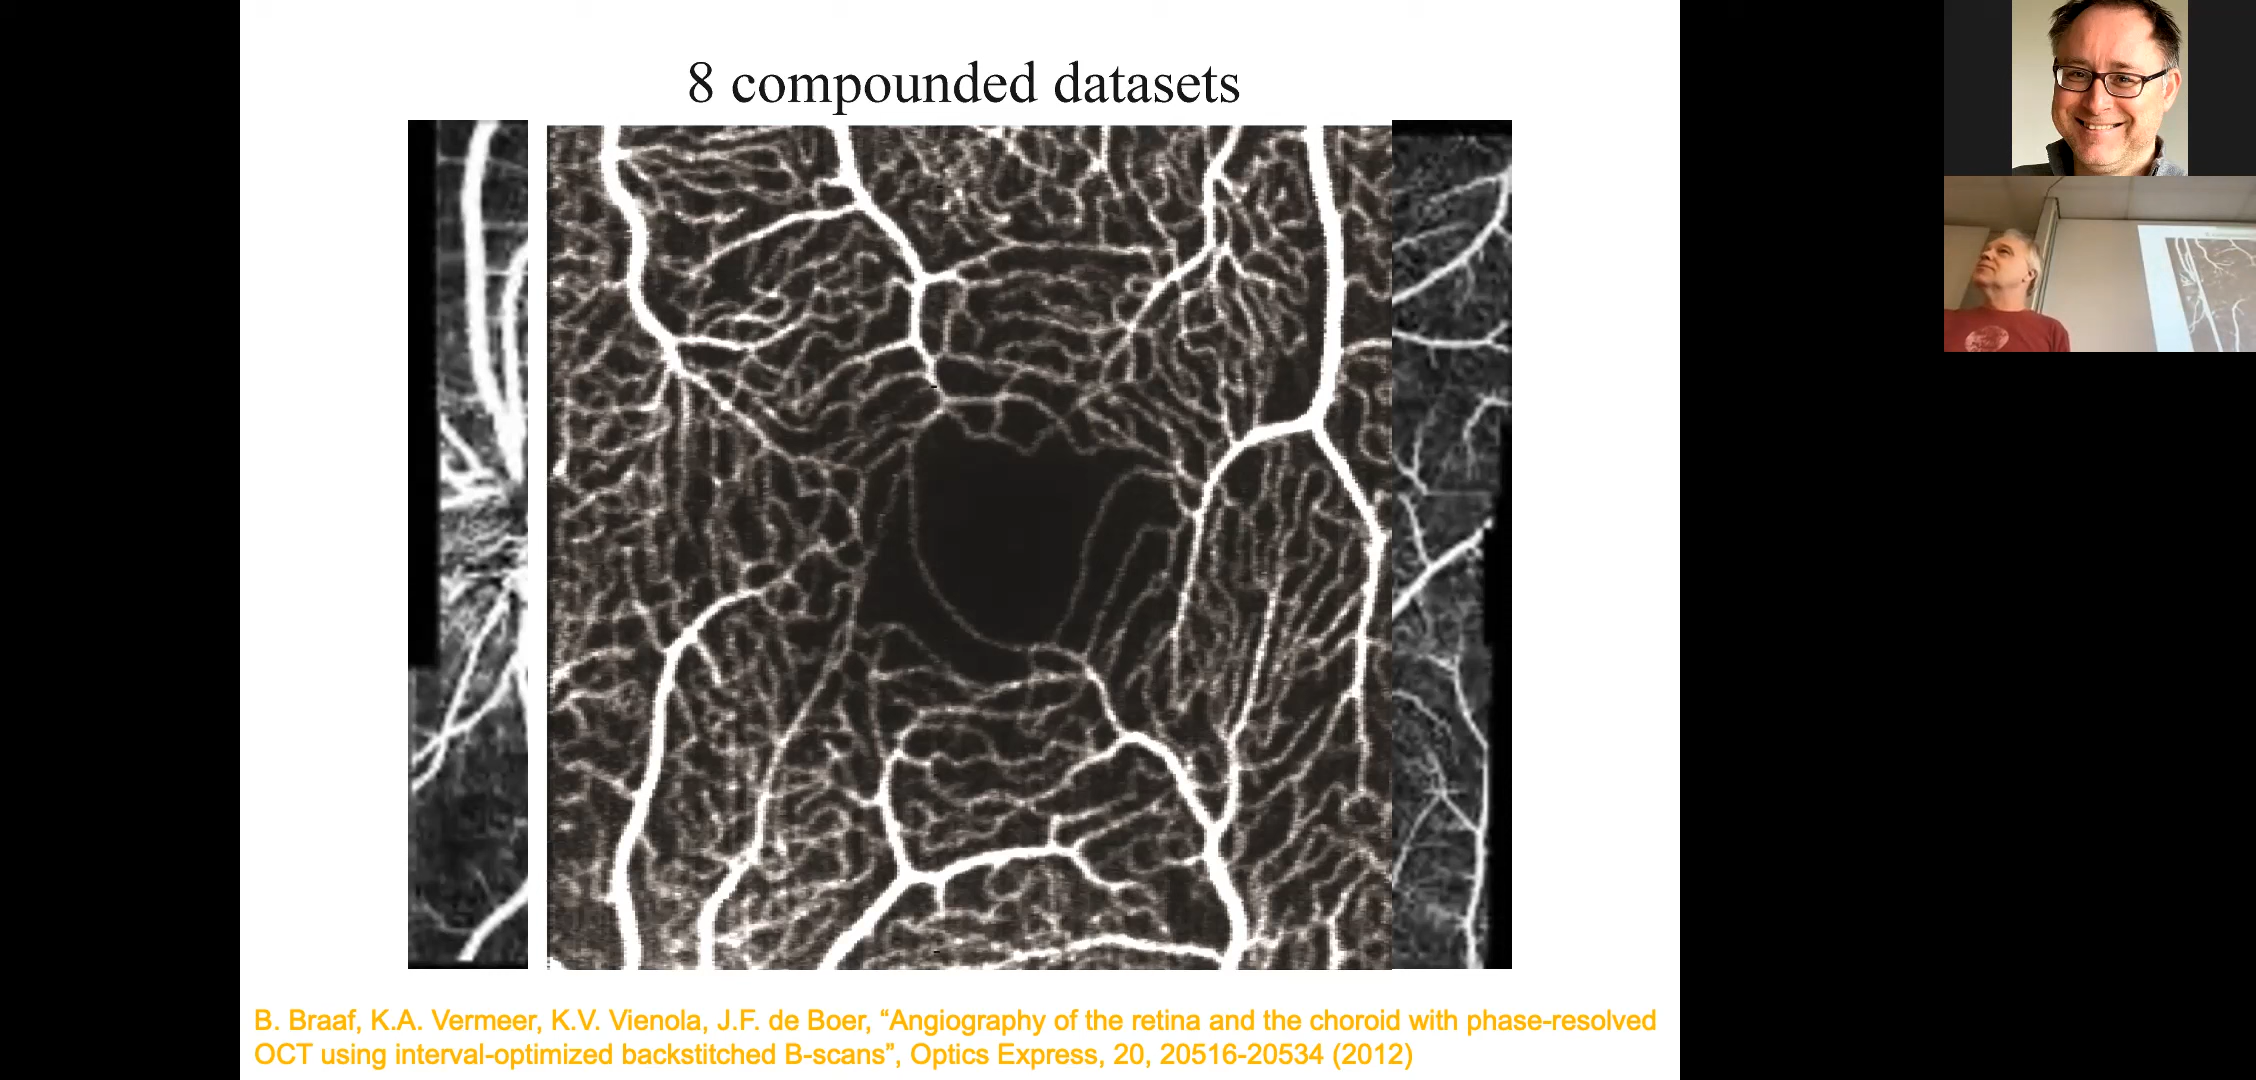 8 compounded datasets
B. Braaf, K.A. Vermeer, K.V. Vienola, J.F. de Boer, “Angiography of the retina and the choroid with phase-resolved
OCT using interval-optimized backstitched B-scans”, Optics Express, 20, 20516-20534 (2012)